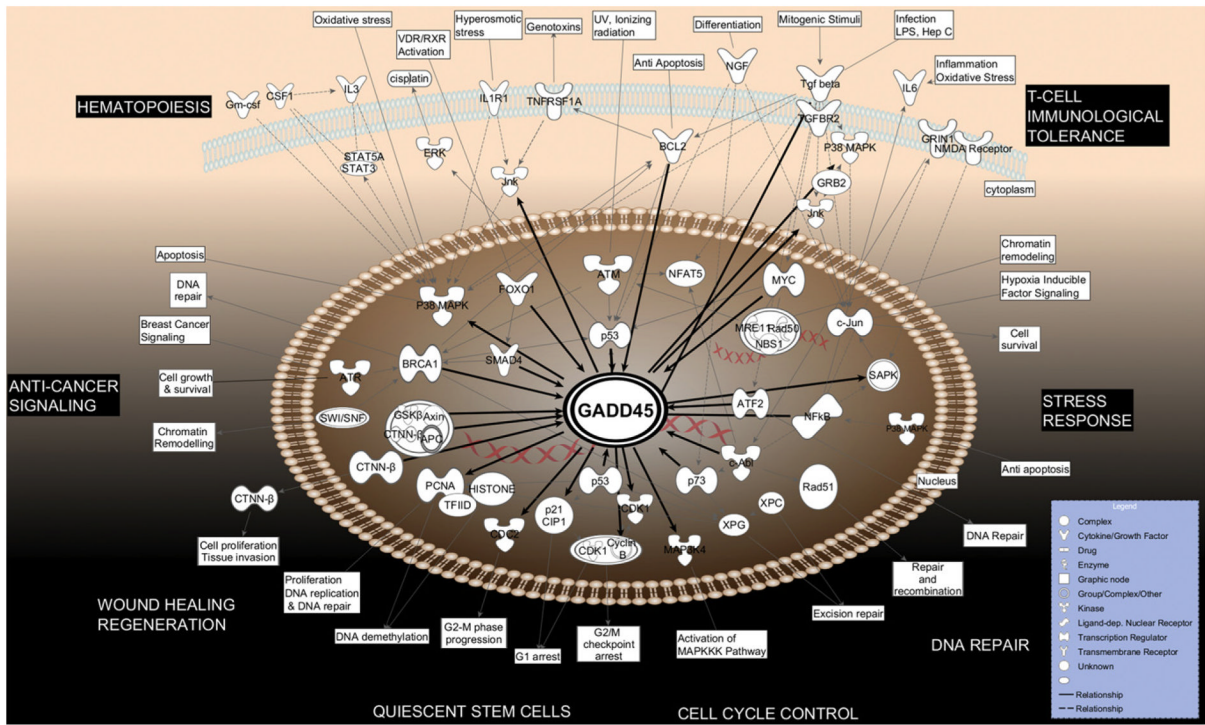 Oxidative stress
VDR/RXR
Activation
Hyperosmotic
stress
Genotoxins
UV, Ionizing
radiation
Differentiation
Mitogenic Stimuli
Infection
LPS, Hep C
Anti Apoptosis
NGF
Tgf beta
Inflammation
Oxidative Stress
IL6
cisplatin
IL3
CSF1
Gm-csf
IL1R1
TNFRSF1A
TGFBR2
HEMATOPOIESIS
T-CELL
IMMUNOLOGICAL
TOLERANCE
STAT5A
STAT3
ERK
Jnk
BCL2
P38 MAPK
GRB2
Jnk
GRIN1
NMDA Receptor
cytoplasm
Apoptosis
DNA
repair
Breast Cancer
Signaling
Cell growth
& survival
Chromatin
Remodelling
ANTI-CANCER
SIGNALING
Chromatin
remodeling
Hypoxia Inducible
Factor Signaling
Cell
survival
STRESS
RESPONSE
P38 MAPK
FOXO1
ATM
NFAT5
MYC
p53
MRE11
Rad50
NBS1
c-Jun
SMAD4
BRCA1
ATR
SWI/SNF
GSKβ
Axin
CTNN-β
APC
GADD45
ATF2
SAPK
NFkB
P38 MAPK
c-Abl
CTNN-β
PCNA
TFIID
HISTONE
p53
p73
Rad51
XPC
XPG
p21
CIP1
CDK1
CDC2
CDK1
Cyclin
B
MAP3K4
Anti apoptosis
Nucleus
CTNN-β
Cell proliferation
Tissue invasion
DNA Repair
Repair
and
recombination
Excision repair
Proliferation
DNA replication
& DNA repair
DNA demethylation
G2-M phase
progression
G1 arrest
G2/M
checkpoint
arrest
Activation of
MAPKKK Pathway
WOUND HEALING
REGENERATION
DNA REPAIR
QUIESCENT STEM CELLS
CELL CYCLE CONTROL
Legend
Complex
Cytokine/Growth Factor
Drug
Enzyme
Graphic node
Group/Complex/Other
Kinase
Ligand-dep. Nuclear Receptor
Transcription Regulator
Transmembrane Receptor
Unknown
Relationship
Relationship